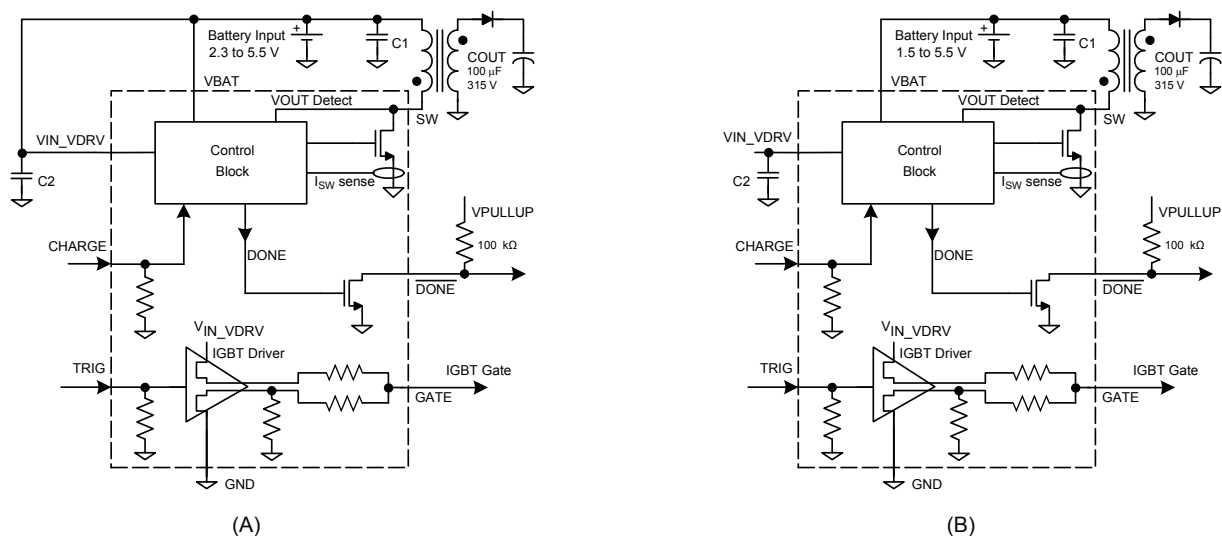 Battery Input
2.3 to 5.5 V
+
C1
COUT
100 µF
315 V
VBAT
VOUT Detect
SW
VIN_VDRV
Control
Block
C2
ISW sense
VPULLUP
100 kΩ
CHARGE
DONE
DONE
VIN_VDRV
IGBT Driver
TRIG
IGBT Gate
GATE
GND
(A)
Battery Input
1.5 to 5.5 V
+
C1
COUT
100 µF
315 V
VBAT
VOUT Detect
SW
VIN_VDRV
Control
Block
C2
ISW sense
VPULLUP
100 kΩ
CHARGE
DONE
DONE
VIN_VDRV
IGBT Driver
TRIG
IGBT Gate
GATE
GND
(B)